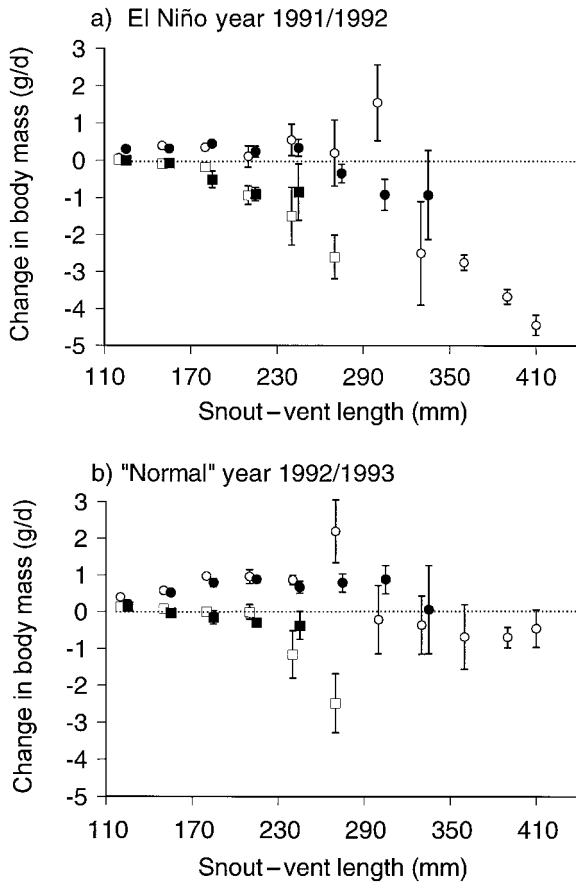 a) El Niño year 1991/1992
Change in body mass (g/d)
3
2
1
0
-1
-2
-3
-4
-5
110 170 230 290 350 410
Snout–vent length (mm)
b) "Normal" year 1992/1993
Change in body mass (g/d)
3
2
1
0
-1
-2
-3
-4
-5
110 170 230 290 350 410
Snout–vent length (mm)